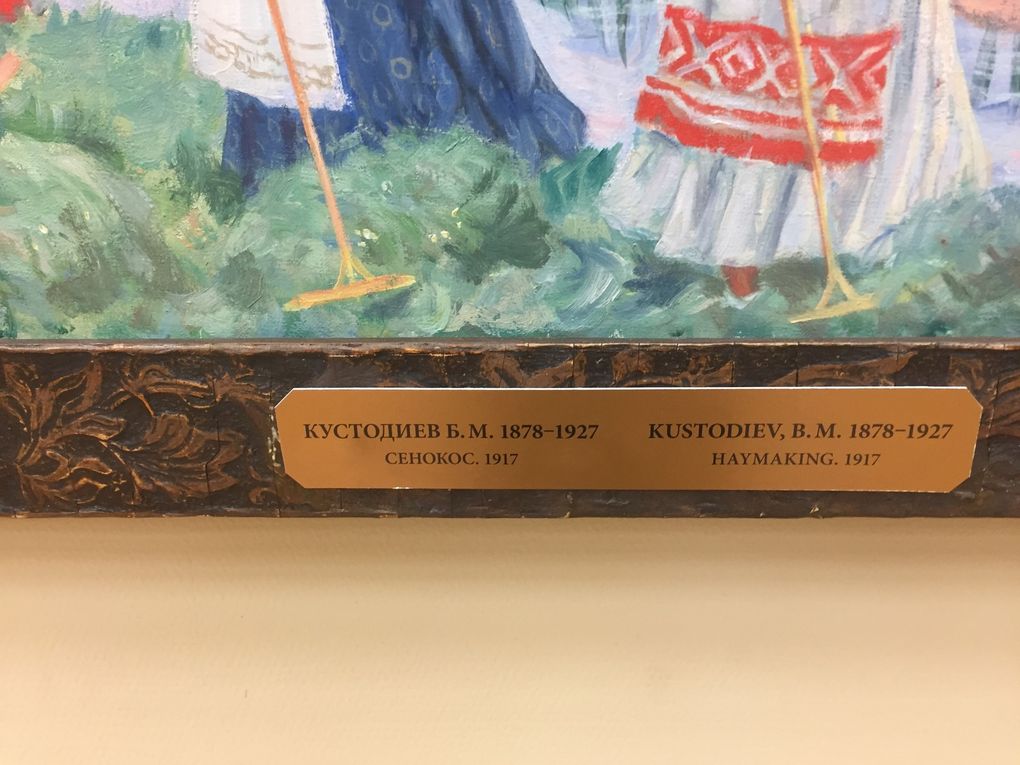 КУСТОДИЕВ Б. М. 1878–1927
СЕНОКОС. 1917
KUSTODIEV, B. M. 1878–1927
HAYMAKING. 1917